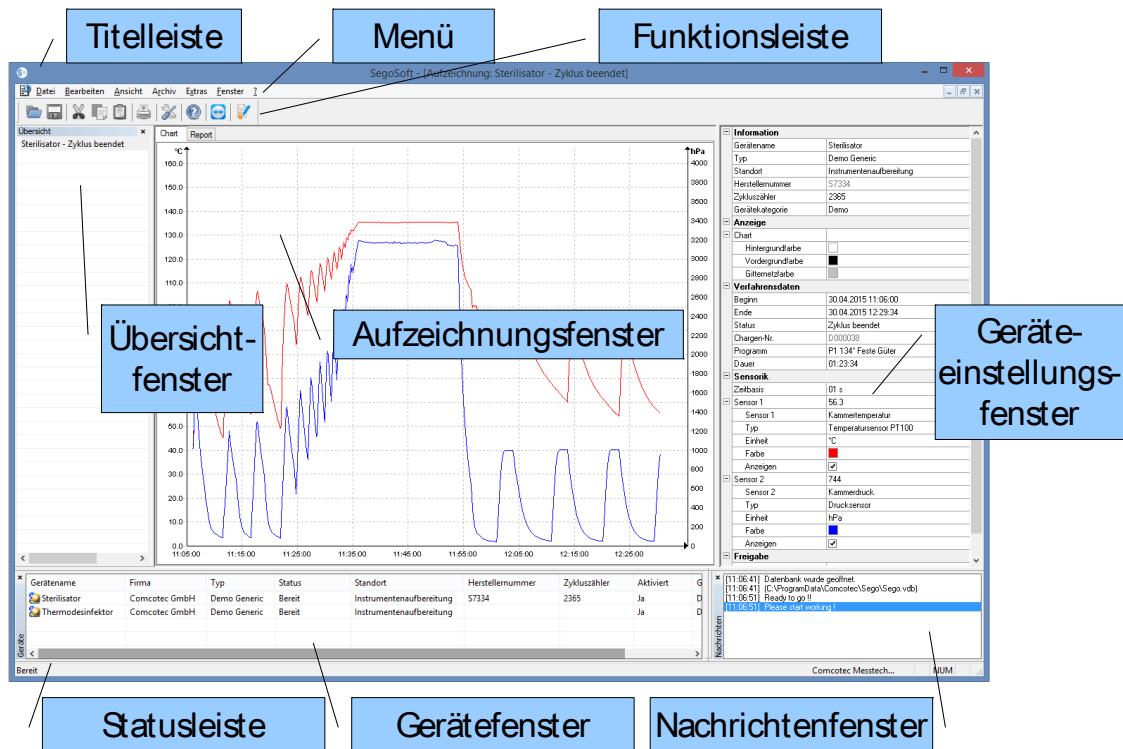 Titelleiste
Menü
Funktionsleiste
SegoSoft - [Aufzeichnung: Sterilisator - Zyklus beendet]
Datei Bearbeiten Ansicht Archiv Extras Fenster ?
Übersicht
Sterilisator - Zyklus beendet
Chart Report
°C
160.0
150.0
140.0
130.0
120.0
110.0
50.0
40.0
30.0
20.0
10.0
0.0
hPa
4000
3800
3600
3400
3200
3000
2800
2600
2400
2200
2000
1800
1600
1400
1200
1000
800
600
400
200
0
11:05:00 11:15:00 11:25:00 11:35:00 11:45:00 11:55:00 12:05:00 12:15:00 12:25:00
Übersicht-
fenster
Aufzeichnungsfenster
Information
Gerätename Sterilisator
Typ Demo Generic
Standort Instrumentenaufbereitung
Herstellernummer S7334
Zykluszähler 2365
Gerätekategorie Demo
Anzeige
Chart
Hintergrundfarbe
Vordergrundfarbe
Gitternetzfarbe
Verfahrensdaten
Beginn 30.04.2015 11:06:00
Ende 30.04.2015 12:29:34
Status Zyklus beendet
Chargen-Nr. D000038
Programm P1 134° Feste Güter
Dauer 01:23:34
Sensorik
Zeitbasis 01 s
Sensor 1 56.3
Sensor 1 Kammertemperatur
Typ Temperatursensor PT100
Einheit °C
Farbe
Anzeigen
Sensor 2 744
Sensor 2 Kammerdruck
Typ Drucksensor
Einheit hPa
Farbe
Anzeigen
Freigabe
Geräte-
einstellungs-
fenster
Geräte
Gerätename Firma Typ Status Standort Herstellernummer Zykluszähler Aktiviert G
Sterilisator Comcotec GmbH Demo Generic Bereit Instrumentenaufbereitung S7334 2365 Ja D
Thermodesinfektor Comcotec GmbH Demo Generic Bereit Instrumentenaufbereitung Ja D
Nachrichten
[11:06:41] Datenbank wurde geöffnet.
[11:06:41] (C:\ProgramData\Comcotec\Sego\Sego.vdb)
[11:06:51] Ready to go !!
[11:06:51] Please start working !
Bereit
Comcotec Messtech... NUM
Statusleiste
Gerätefenster
Nachrichtenfenster